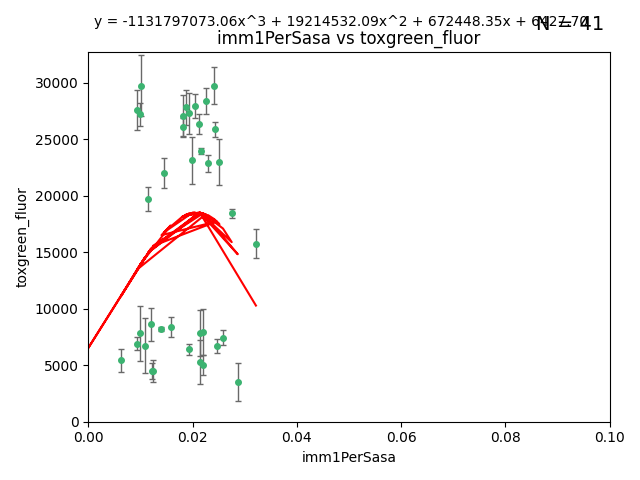 y = -1131797073.06x^3 + 19214532.09x^2 + 672448.35x +
N = 41
imm1PerSasa vs toxgreen_fluor
30000
25000
20000
15000
10000
5000
0
toxgreen_fluor
0.00 0.02 0.04 0.06 0.08 0.10
imm1PerSasa